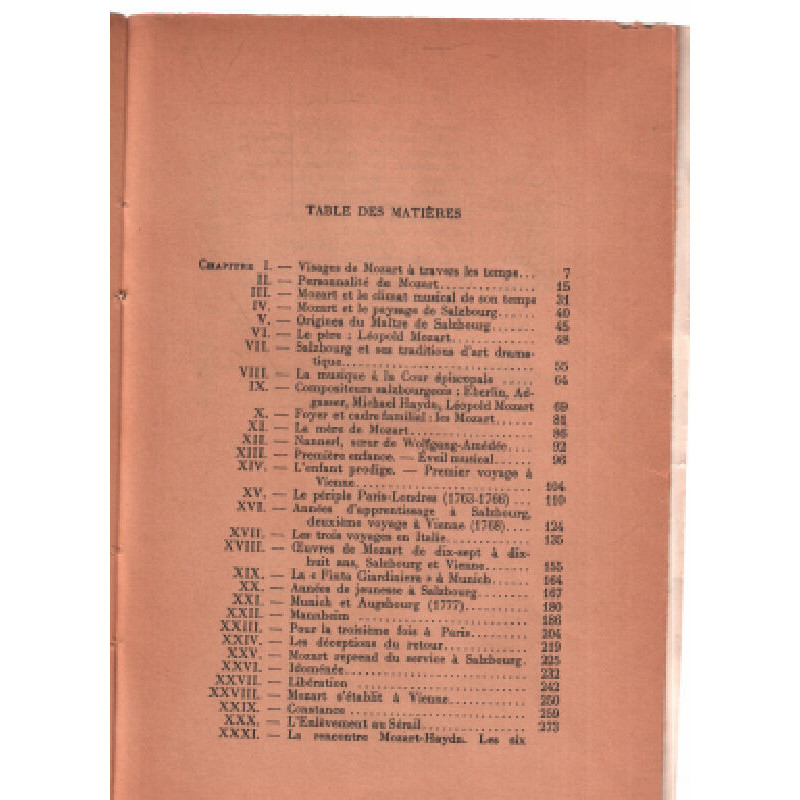 TABLE DES MATIÈRES
CHAPITRE I. — Visages de Mozart à travers les temps... 7
II. — Personnalité de Mozart................ 15
III. — Mozart et le climat musical de son temps 31
IV. — Mozart et le paysage de Salzbourg...... 40
V. — Origines du Maître de Salzbourg........ 45
VI. — Le père : Léopold Mozart.............. 48
VII. — Salzbourg et ses traditions d'art drama-
tique................................ 55
VIII. — La musique à la Cour épiscopale ..... 64
IX. — Compositeurs salzbourgeois : Eberlin, Ad-
gasser, Michael Haydn, Léopold Mozart 69
X. — Foyer et cadre familial : les Mozart...... 81
XI. — La mère de Mozart.................... 86
XII. — Nannerl, sœur de Wolfgang-Amédée.... 92
XIII. — Première enfance. — Éveil musical...... 96
XIV. — L'enfant prodige. — Premier voyage à
Vienne............................ 104
XV. — Le périple Paris-Londres (1763-1766) ... 110
XVI. — Années d'apprentissage à Salzbourg,
deuxième voyage à Vienne (1768).... 124
XVII. — Les trois voyages en Italie............ 135
XVIII. — Œuvres de Mozart de dix-sept à dix-
huit ans, Salzbourg et Vienne........ 155
XIX. — La « Finta Giardiniera » à Munich...... 164
XX. — Années de jeunesse à Salzbourg........ 167
XXI. — Munich et Augsbourg (1777).......... 180
XXII. — Mannheim .......................... 186
XXIII. — Pour la troisième fois à Paris.......... 204
XXIV. — Les déceptions du retour.............. 219
XXV. — Mozart reprend du service à Salzbourg. 225
XXVI. — Idoménée............................ 232
XXVII. — Libération .......................... 242
XXVIII. — Mozart s'établit à Vienne.............. 250
XXIX. — Constance .......................... 259
XXX. — L'Enlèvement au Sérail................ 273
XXXI. — La rencontre Mozart-Haydn. Les six